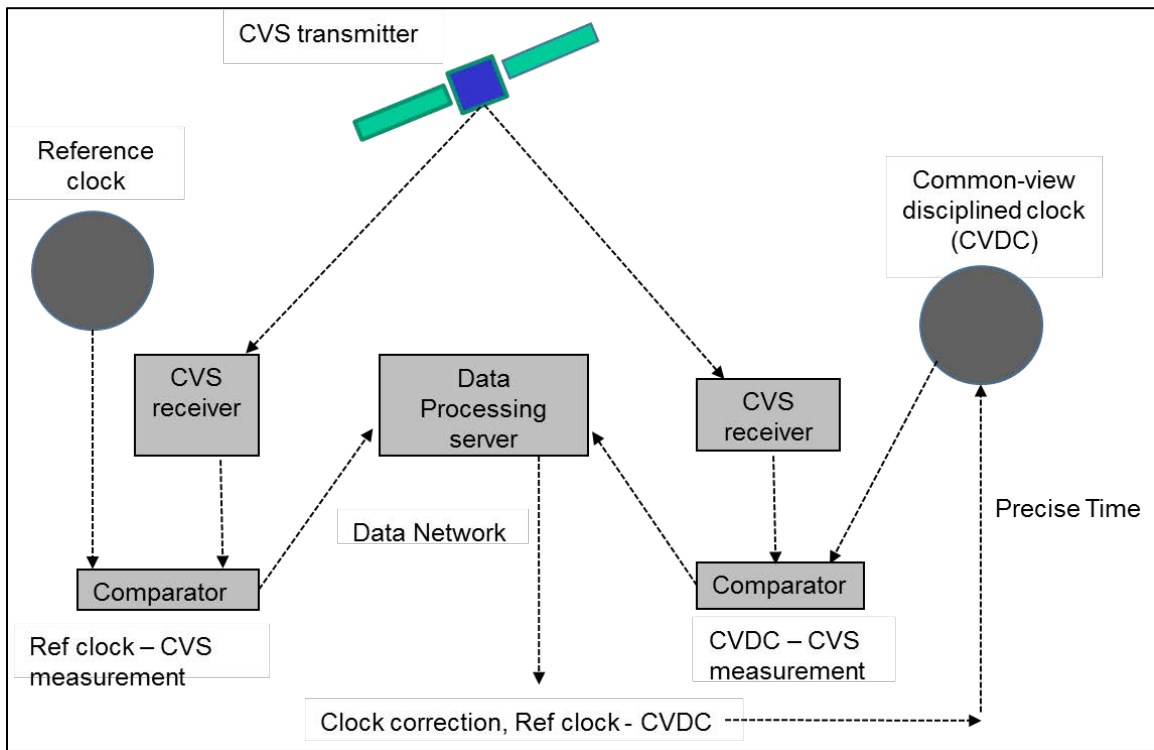 CVS transmitter
Reference
clock
Common-view
disciplined clock
(CVDC)
CVS
receiver
Data
Processing
server
CVS
receiver
Precise Time
Data Network
Comparator
Comparator
Ref clock – CVS
measurement
CVDC – CVS
measurement
Clock correction, Ref clock - CVDC